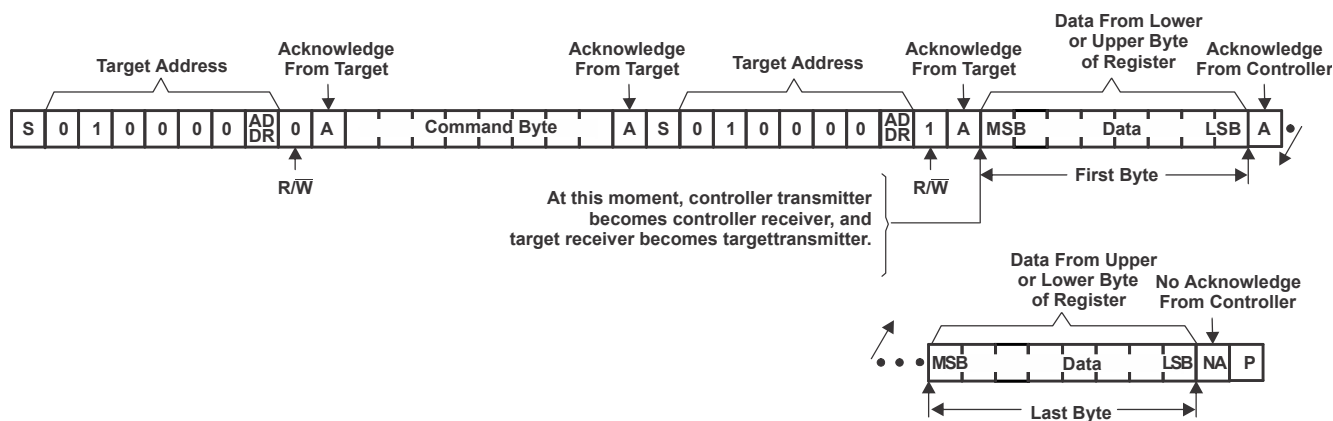 Data From Lower
or Upper Byte
of Register
Target Address
Acknowledge
From Target
Acknowledge
From Target
Target Address
Acknowledge
From Target
Acknowledge
From Controller
S 0 1 0 0 0 0 AD DR 0 A Command Byte A S 0 1 0 0 0 0 AD DR 1 A MSB Data LSB A
R/W̅
R/W̅
First Byte
At this moment, controller transmitter
becomes controller receiver, and
target receiver becomes targettransmitter.
Data From Upper
or Lower Byte
of Register
No Acknowledge
From Controller
MSB Data LSB NA P
Last Byte